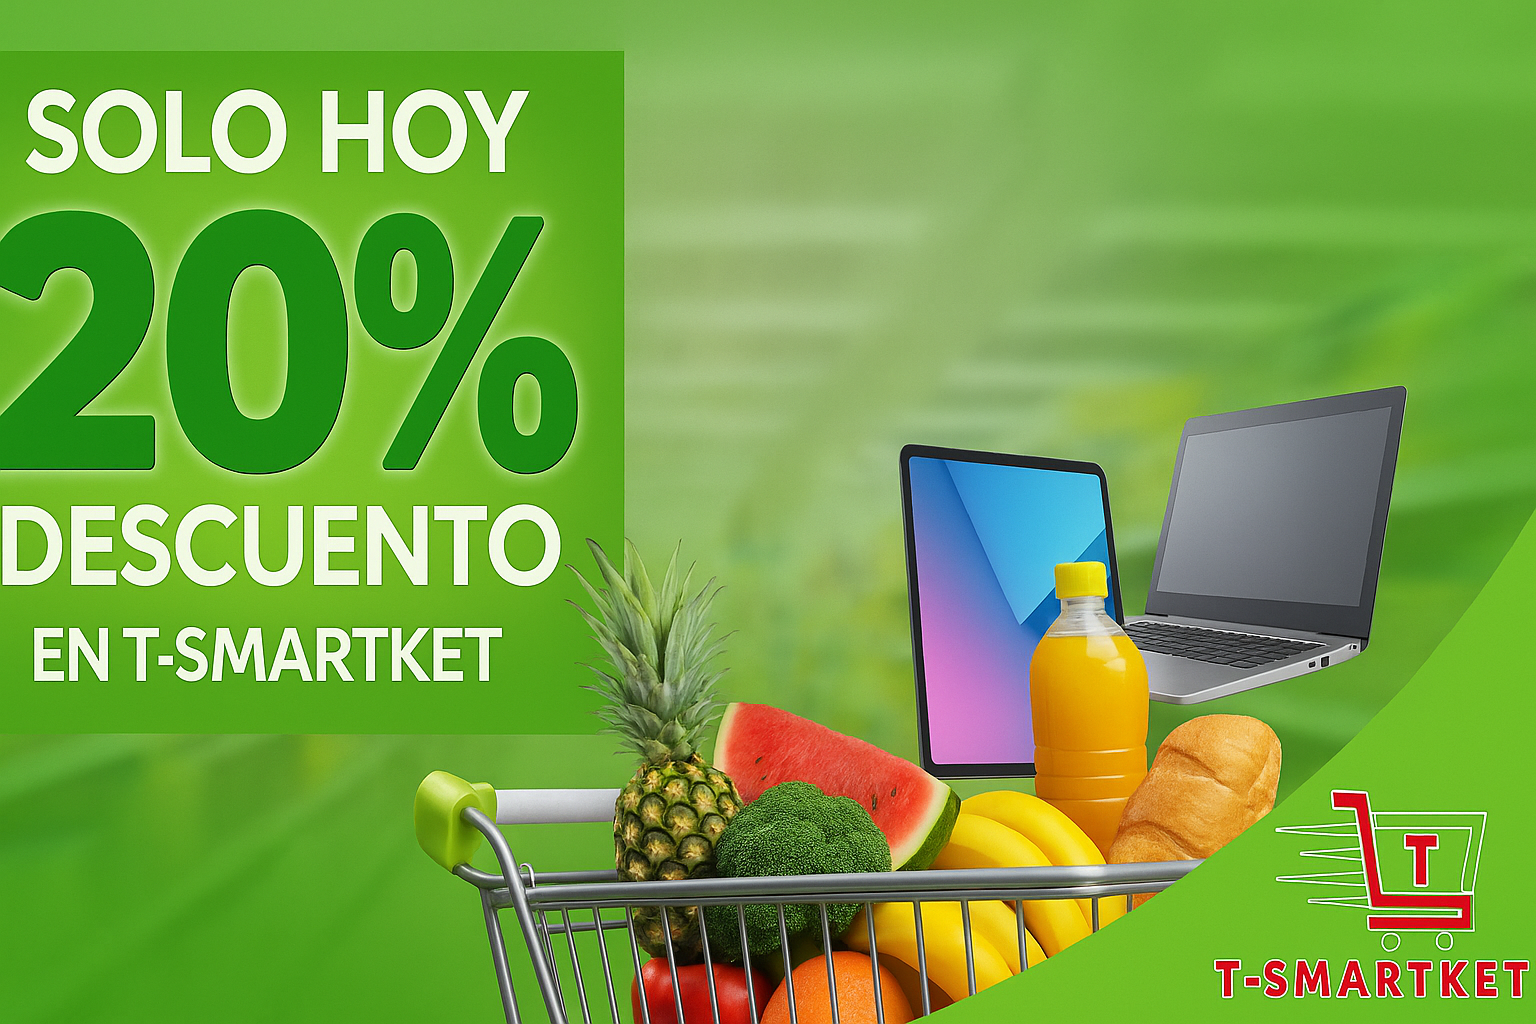 SOLO HOY
20%
DESCUENTO
EN T-SMARTKET
T
T-SMARTKET